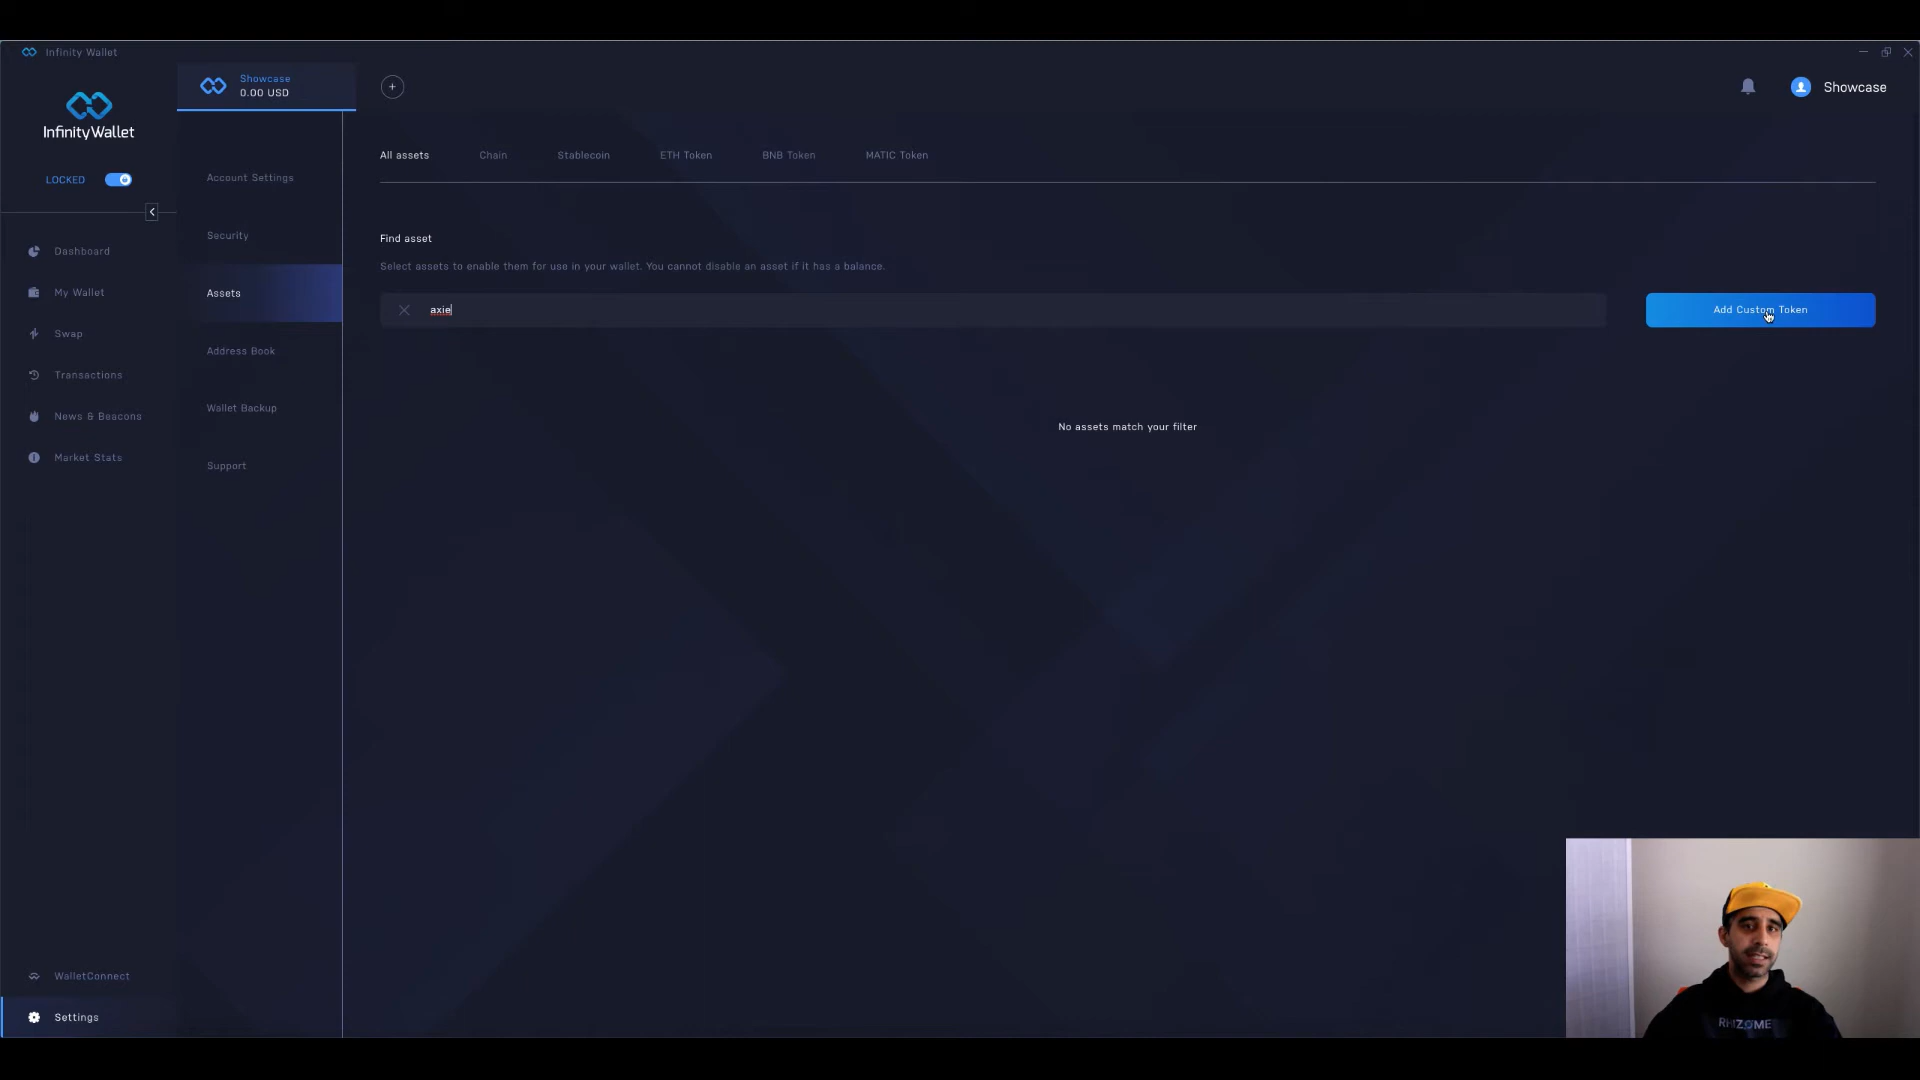 Infinity Wallet
InfinityWallet
LOCKED
Dashboard
My Wallet
Swap
Transactions
News & Beacons
Market Stats
WalletConnect
Settings
Showcase
0.00 USD
+
Showcase
Account Settings
Security
Assets
Address Book
Wallet Backup
Support
All assets Chain Stablecoin ETH Token BNB Token MATIC Token
Find asset
Select assets to enable them for use in your wallet. You cannot disable an asset if it has a balance.
axie
Add Custom Token
No assets match your filter
RHIZOME